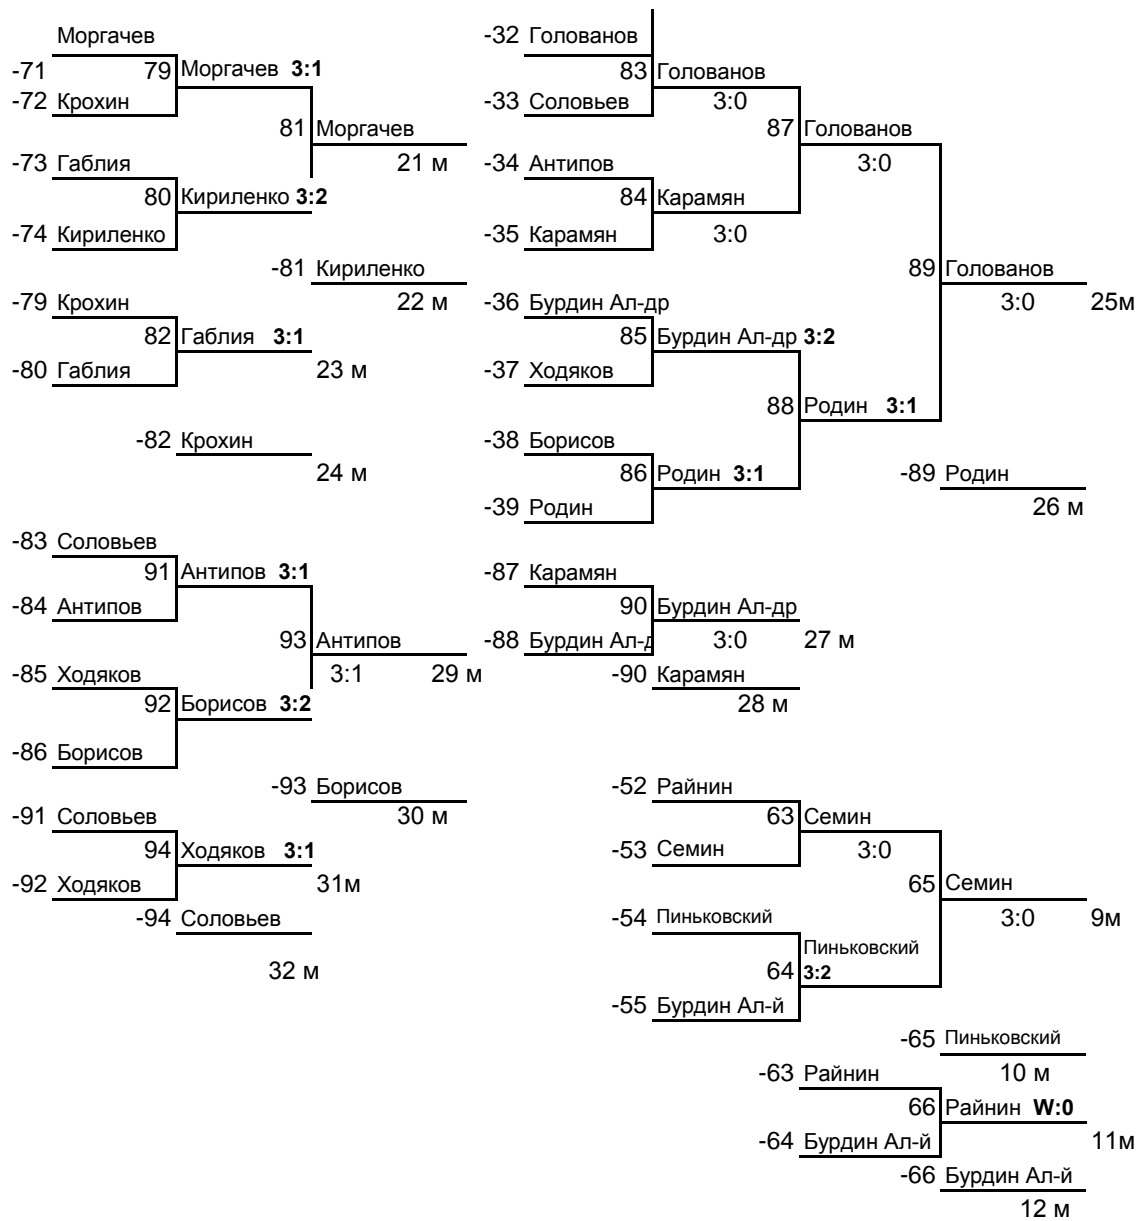 Моргачев
-71 79 Моргачев 3:1
-72 Крохин
81 Моргачев
21 м
-73 Габлия
80 Кириленко 3:2
-74 Кириленко
-81 Кириленко
22 м
-79 Крохин
82 Габлия 3:1
-80 Габлия
23 м
-82 Крохин
24 м
-83 Соловьев
91 Антипов 3:1
-84 Антипов
93 Антипов
3:1 29 м
-85 Ходяков
92 Борисов 3:2
-86 Борисов
-93 Борисов
30 м
-91 Соловьев
94 Ходяков 3:1
-92 Ходяков
31м
-94 Соловьев
32 м
-32 Голованов
83 Голованов
-33 Соловьев 3:0
87 Голованов
3:0
-34 Антипов
84 Карамян
-35 Карамян 3:0
89 Голованов
3:0 25м
-36 Бурдин Ал-др
85 Бурдин Ал-др 3:2
-37 Ходяков
88 Родин 3:1
-38 Борисов
86 Родин 3:1
-39 Родин
-89 Родин
26 м
-87 Карамян
90 Бурдин Ал-др
-88 Бурдин Ал-д 3:0 27 м
-90 Карамян
28 м
-52 Райнин
63 Семин
-53 Семин 3:0
65 Семин
3:0 9м
-54 Пиньковский
Пиньковский
64 3:2
-55 Бурдин Ал-й
-65 Пиньковский
10 м
-63 Райнин
66 Райнин W:0
-64 Бурдин Ал-й 11м
-66 Бурдин Ал-й
12 м